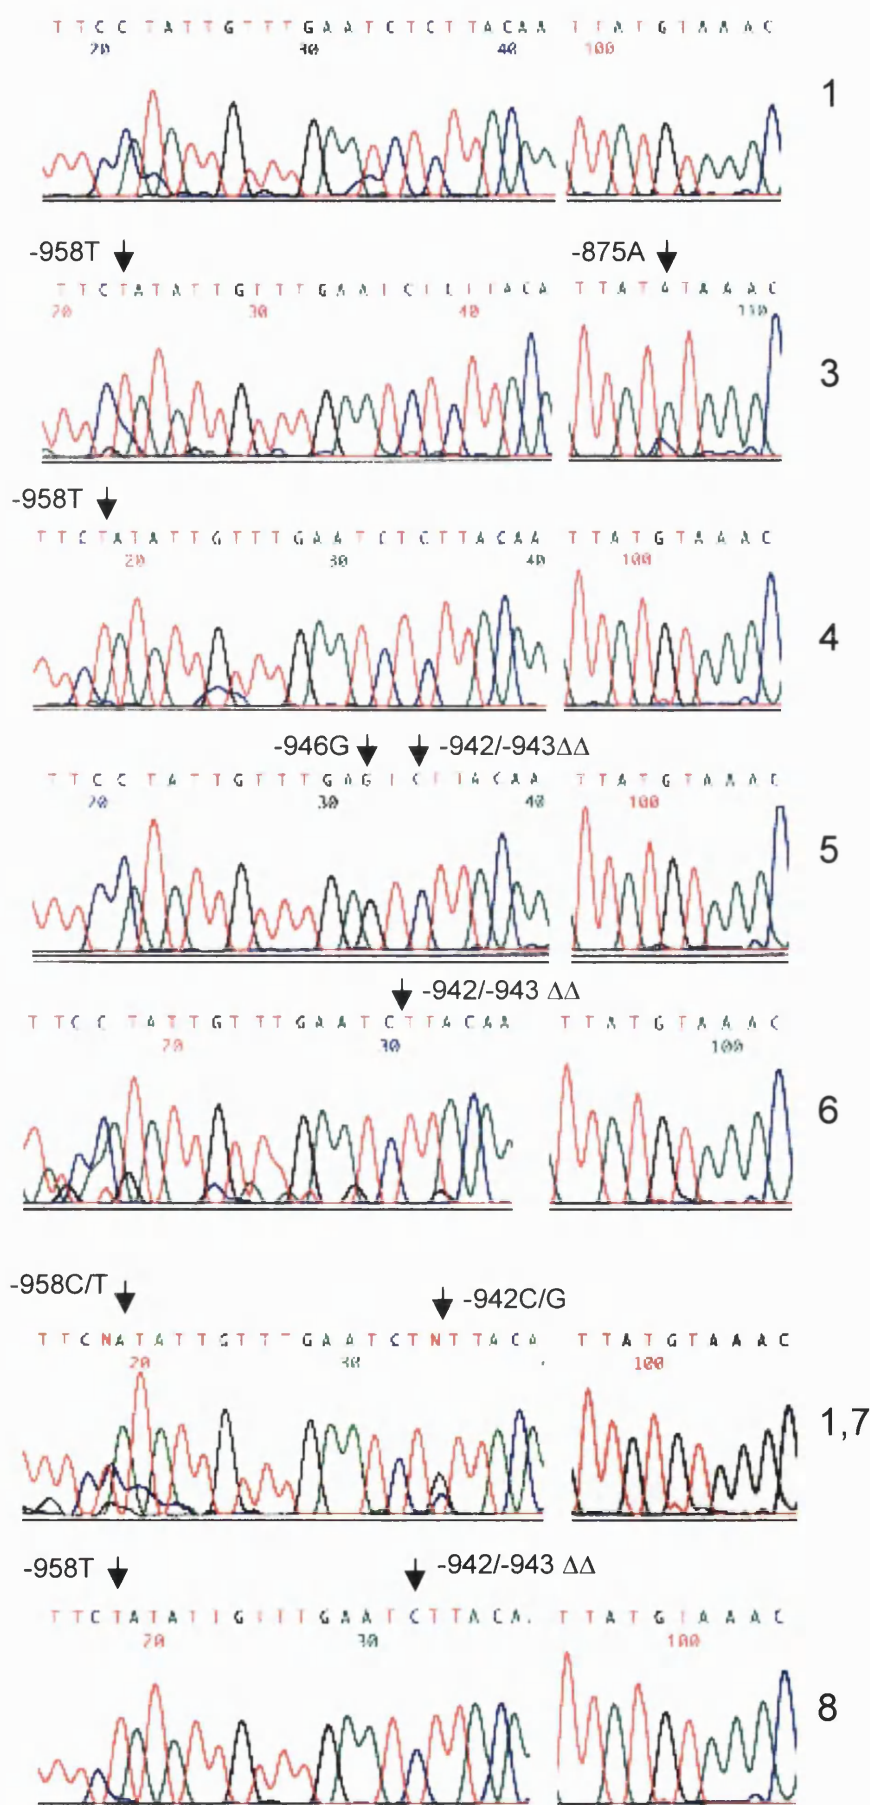 T T C C T A T T G T T T G A A T C T C T T A C A A T T A T G T A A A C
20 30 40 100
1
-958T -875A
T T C T A T A T T G T T T G A A T C T C T T A C A T T A T A T A A A C
20 30 40 110
3
-958T
T T C T A T A T T G T T T G A A T C T C T T A C A A T T A T G T A A A C
20 30 40 100
4
-946G -942/-943ΔΔ
T T C C T A T T G T T T G A G T C T T A C A A T T A T G T A A A C
20 30 40 100
5
-942/-943 ΔΔ
T T C C T A T T G T T T G A A T C T T A C A A T T A T G T A A A C
20 30 100
6
-958C/T -942C/G
T T C N A T A T T G T T T G A A T C T N T T A C A T T A T G T A A A C
20 30 100
1,7
-958T -942/-943 ΔΔ
T T C T A T A T T G T T T G A A T C T T A C A . T T A T G T A A A C
20 30 100
8